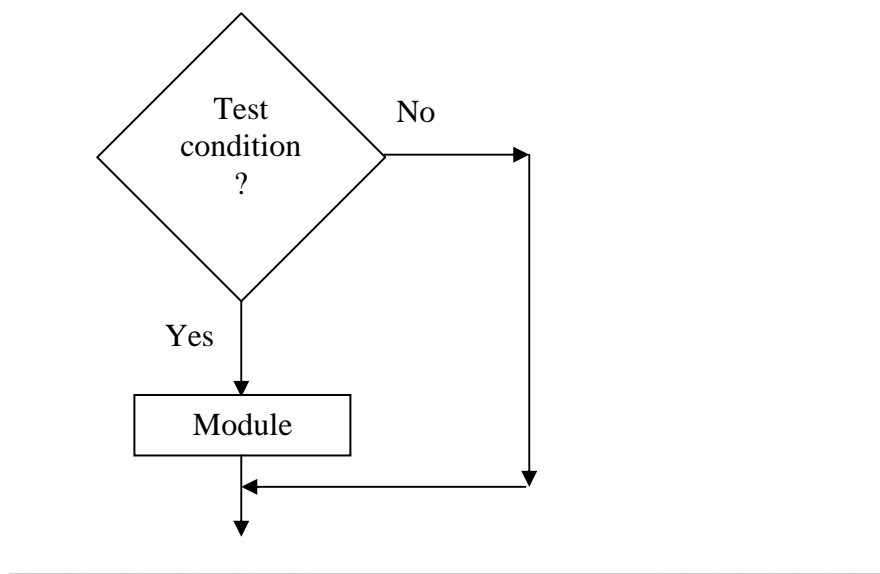 Test
condition
?
No
Yes
Module